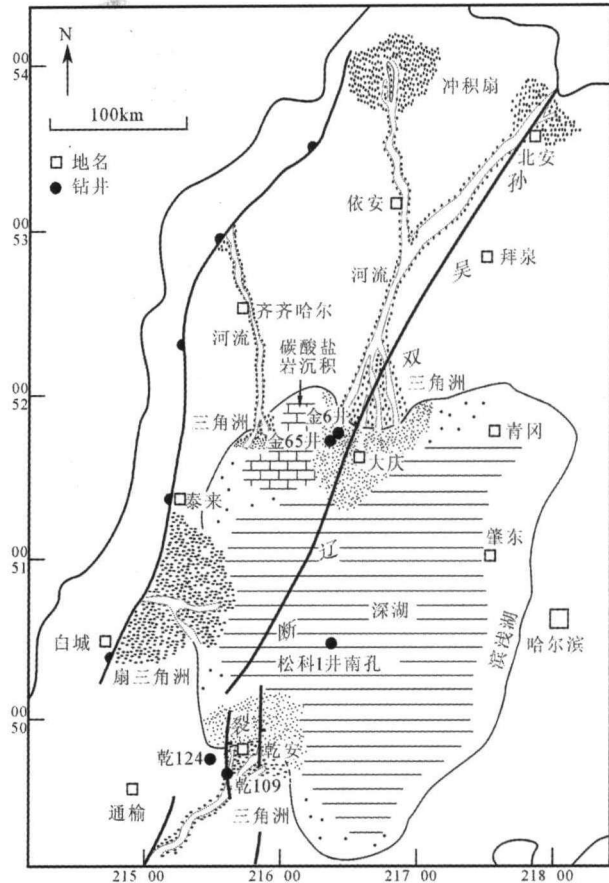 N
100km
地名
钻井
冲积扇
北安
孙
依安
吴
拜泉
河流
齐齐哈尔
河流
双
碳酸盐
岩沉积
三角洲
三角洲
金6井
金65井
青冈
大庆
泰来
辽
肇东
深湖
白城
断
滨浅湖
哈尔滨
松科1井南孔
扇三角洲
裂
乾安
乾124
乾109
通榆
三角洲
00
54
00
53
00
52
00
51
00
50
215 00
216 00
217 00
218 00